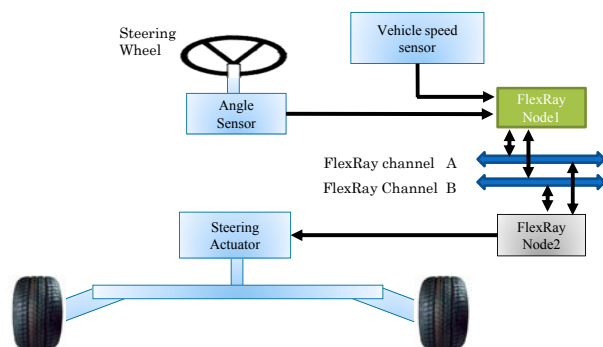 Steering
Wheel
Vehicle speed
sensor
Angle
Sensor
FlexRay
Node1
FlexRay channel A
FlexRay Channel B
Steering
Actuator
FlexRay
Node2